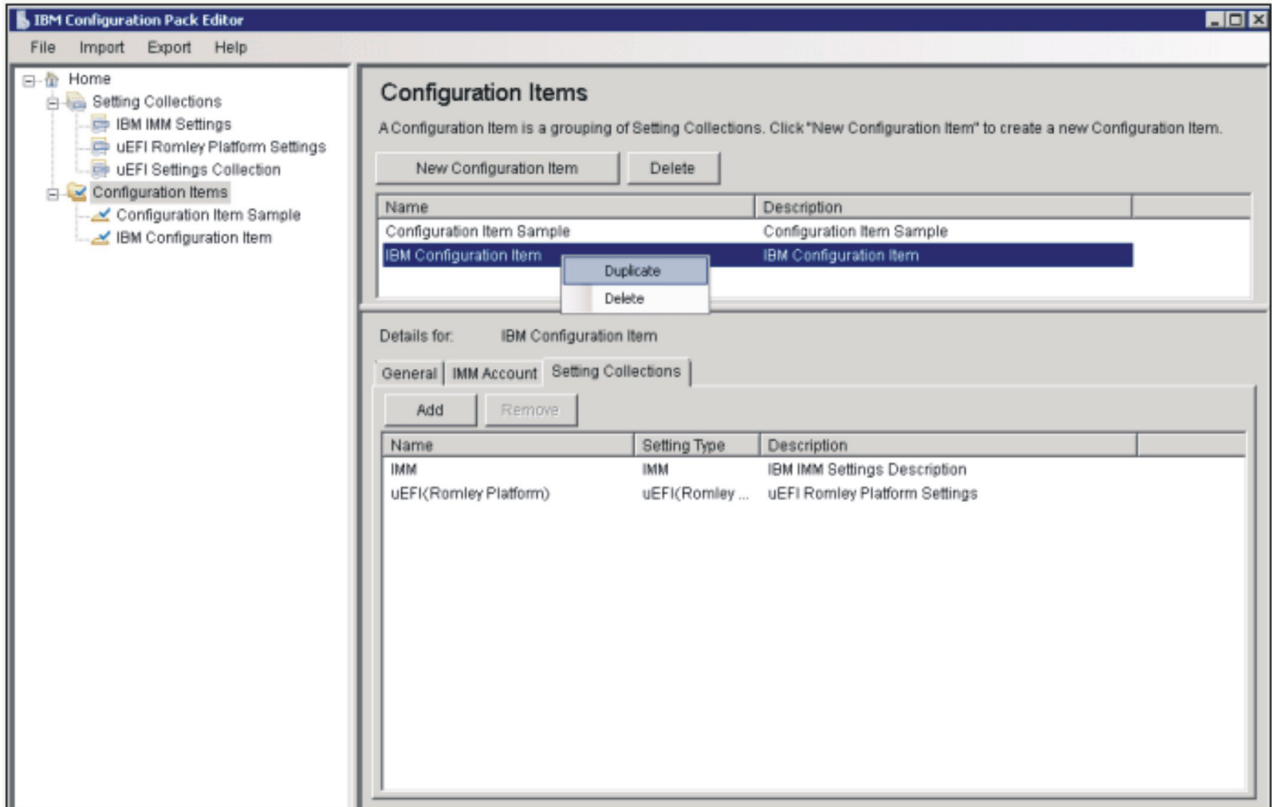 IBM Configuration Pack Editor
File Import Export Help
Home
Setting Collections
IBM IMM Settings
uEFI Romley Platform Settings
uEFI Settings Collection
Configuration Items
Configuration Item Sample
IBM Configuration Item
Configuration Items
A Configuration Item is a grouping of Setting Collections. Click "New Configuration Item" to create a new Configuration Item.
New Configuration Item Delete
Name Description
Configuration Item Sample Configuration Item Sample
IBM Configuration Item IBM Configuration Item
Duplicate
Delete
Details for: IBM Configuration Item
General IMM Account Setting Collections
Add Remove
Name Setting Type Description
IMM IMM IBM IMM Settings Description
uEFI(Romley Platform) uEFI(Romley ... uEFI Romley Platform Settings